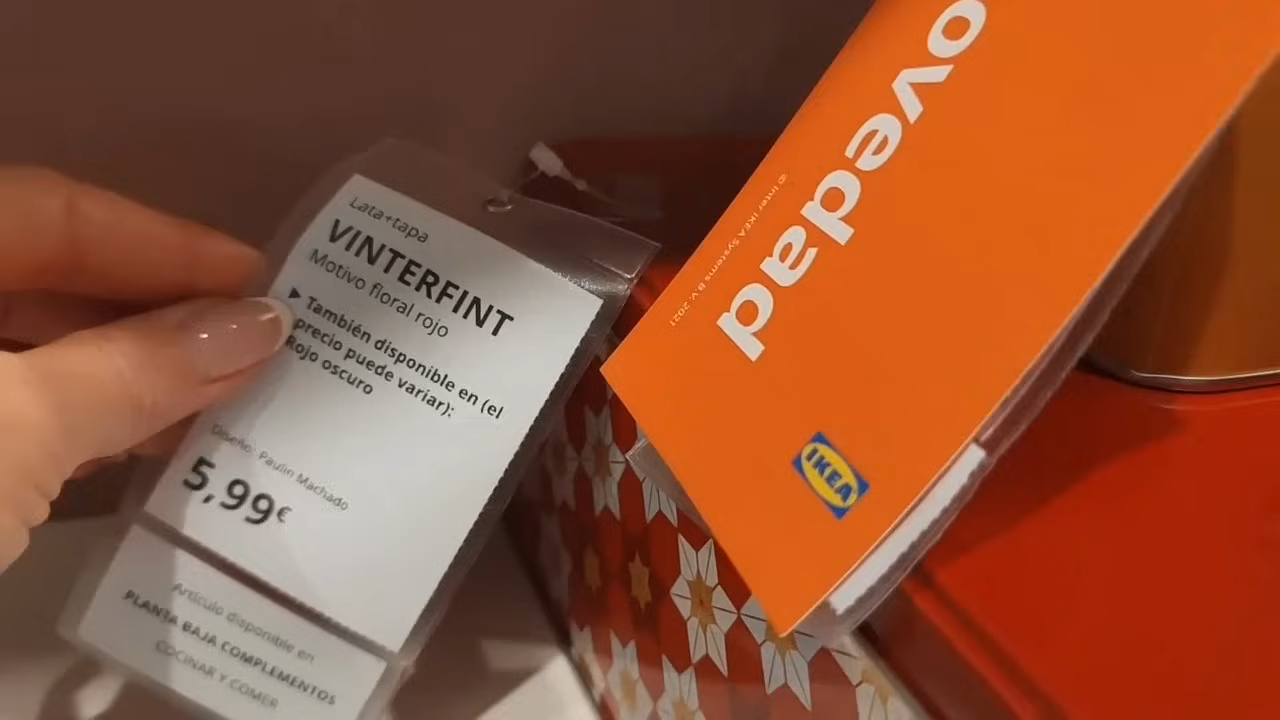 Lata+tapa
VINTERFINT
Motivo floral rojo
▶ También disponible en (el
precio puede variar):
Rojo oscuro
Diseño: Paulin Machado
5,99€
Artículo disponible en
PLANTA BAJA COMPLEMENTOS
COCINAR Y COMER
ovedad
© Inter IKEA Systems B.V. 2021
IKEA